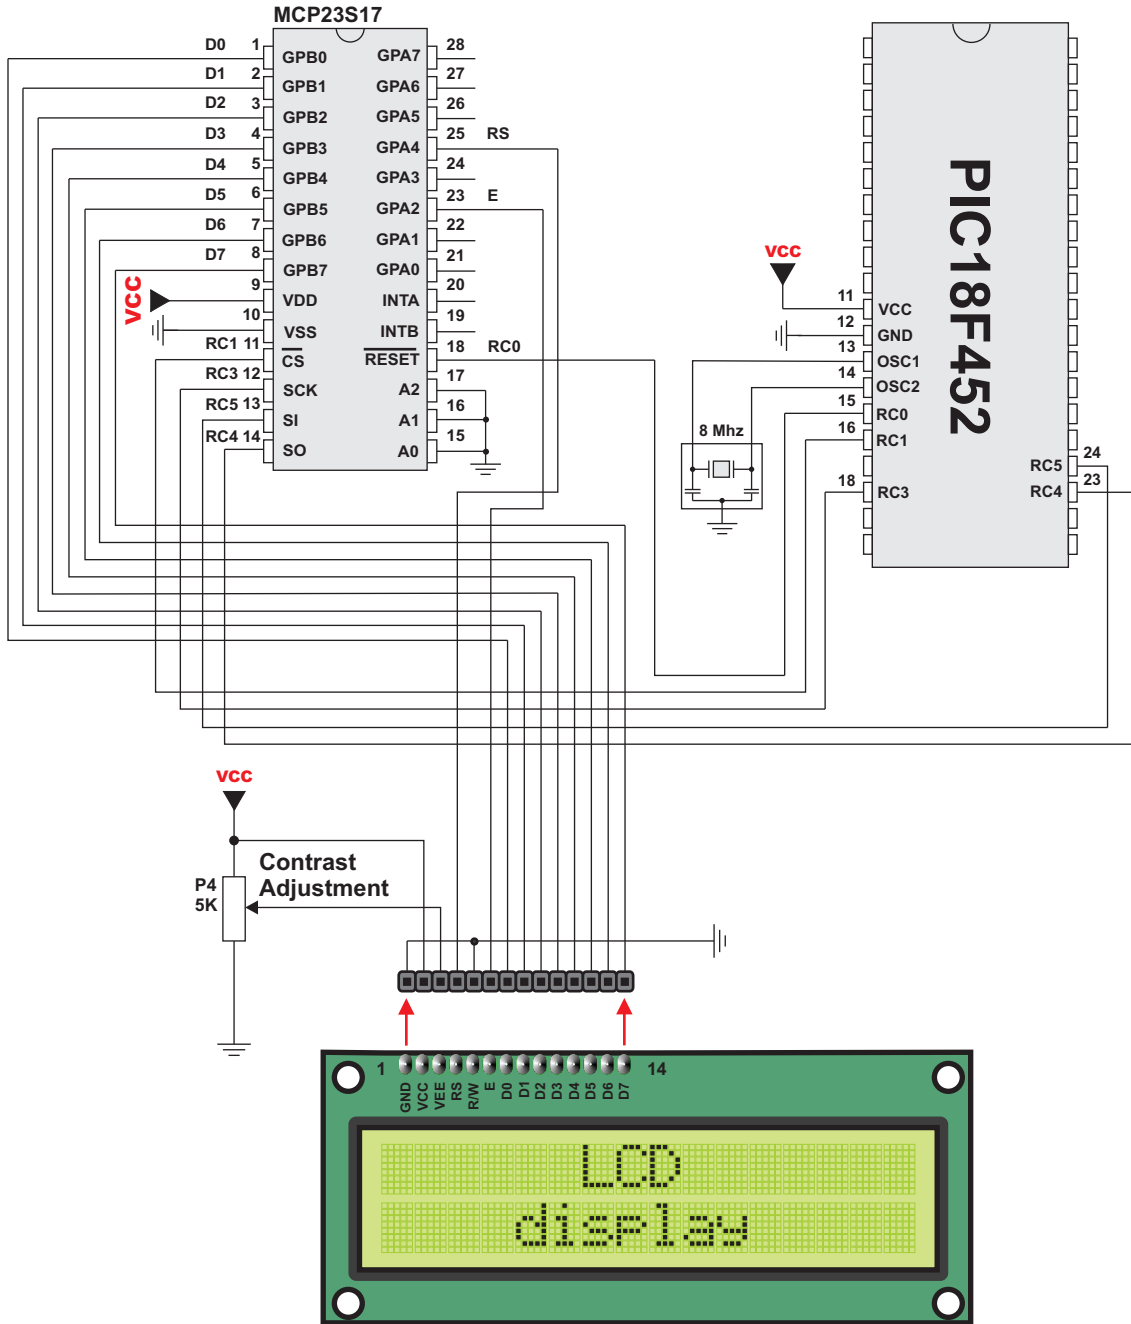 MCP23S17
D0 1 GPB0 GPA7 28
D1 2 GPB1 GPA6 27
D2 3 GPB2 GPA5 26
D3 4 GPB3 GPA4 25 RS
D4 5 GPB4 GPA3 24
D5 6 GPB5 GPA2 23 E
D6 7 GPB6 GPA1 22
D7 8 GPB7 GPA0 21
VCC 9 VDD INTA 20
10 VSS INTB 19
RC1 11 CS RESET 18 RC0
RC3 12 SCK A2 17
RC5 13 SI A1 16
RC4 14 SO A0 15
PIC18F452
VCC
11 VCC
12 GND
13 OSC1
14 OSC2
15 RC0
16 RC1
18 RC3
RC5 24
RC4 23
8 Mhz
VCC
P4
5K
Contrast
Adjustment
1 14
GND
VCC
VEE
RS
R/W
E
D0
D1
D2
D3
D4
D5
D6
D7
LCD
display